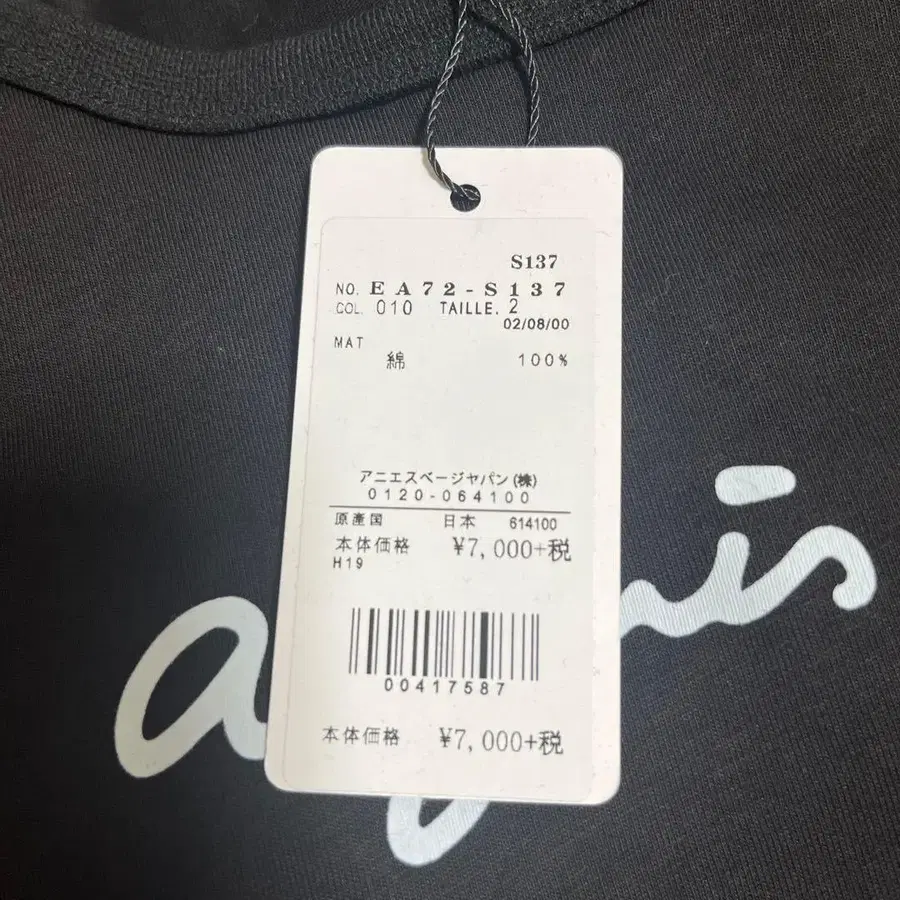 S137
NO. EA72-S137
COL. 010 TAILLE. 2
02/08/00
MAT
綿 100%
アニエスベージャパン(株)
0120-064100
原産国 日本 614100
本体価格 ¥7,000+税
H19
00417587
本体価格 ¥7,000+税